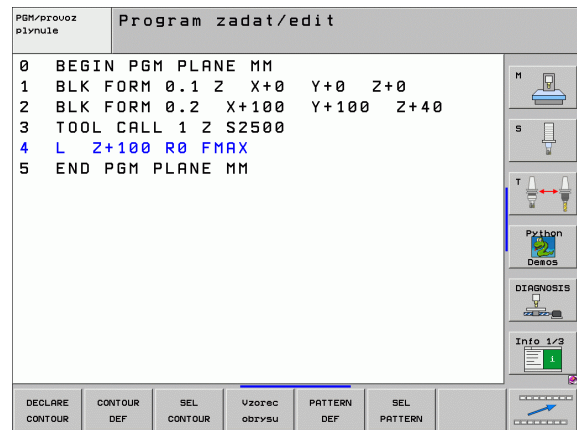 PGM/provoz
plynule
Program zadat/edit
0 BEGIN PGM PLANE MM
1 BLK FORM 0.1 Z X+0 Y+0 Z+0
2 BLK FORM 0.2 X+100 Y+100 Z+40
3 TOOL CALL 1 Z S2500
4 L Z+100 R0 FMAX
5 END PGM PLANE MM
M
S
T
Python
Demos
DIAGNOSIS
Info 1/3
i
DECLARE
CONTOUR
CONTOUR
DEF
SEL
CONTOUR
Vzorec
obrysu
PATTERN
DEF
SEL
PATTERN